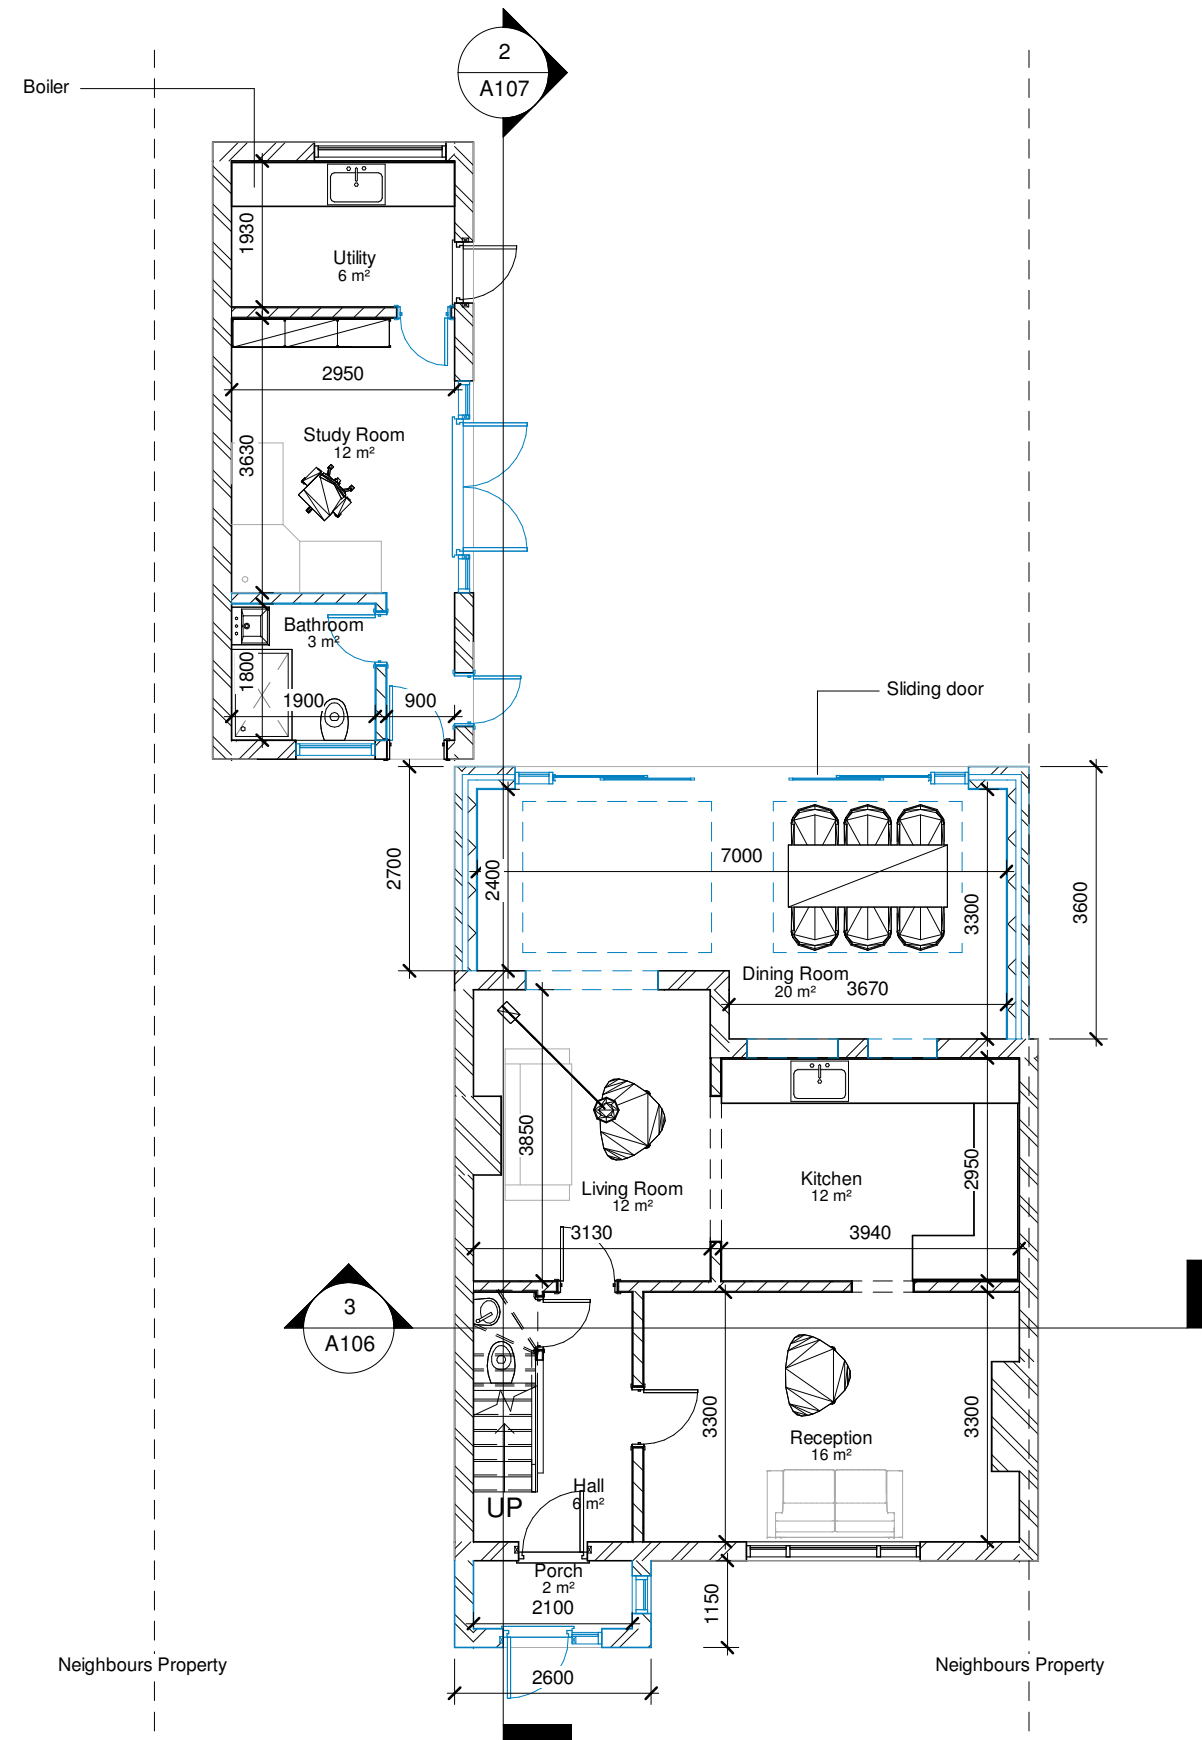 2
A107
Boiler
1930
Utility
6 m²
2950
Study Room
12 m²
3630
Bathroom
3 m²
1800
1900
900
Sliding door
2700
2400
7000
3300
3600
Dining Room
20 m²
3670
3850
Living Room
12 m²
Kitchen
12 m²
2950
3130
3940
3
A106
3300
3300
Reception
16 m²
Hall
6 m²
UP
Porch
2 m²
2100
1150
2600
Neighbours Property
Neighbours Property